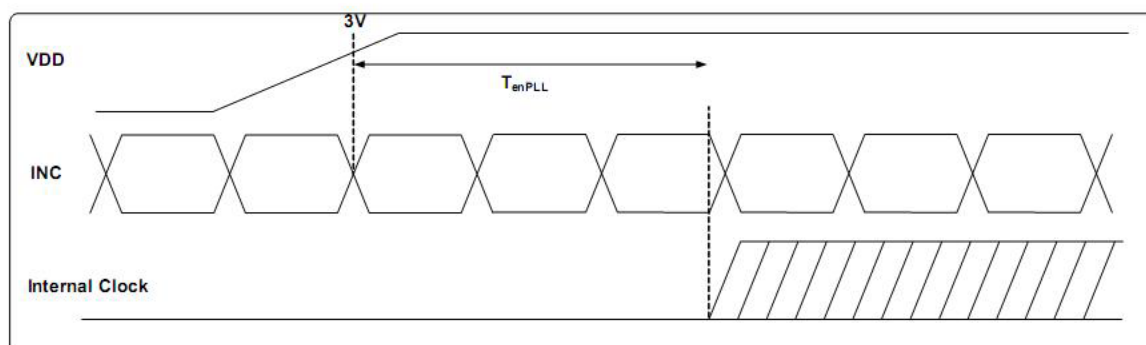 3V
VDD
TenPLL
INC
Internal Clock